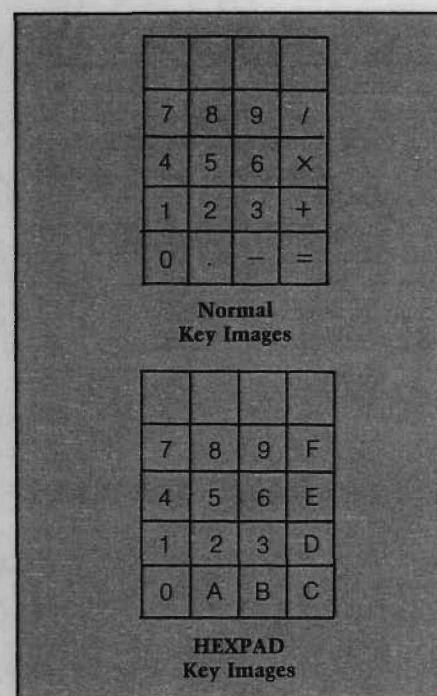 7 8 9 /
4 5 6 ×
1 2 3 +
0 . − =
Normal
Key Images
7 8 9 F
4 5 6 E
1 2 3 D
0 A B C
HEXPAD
Key Images